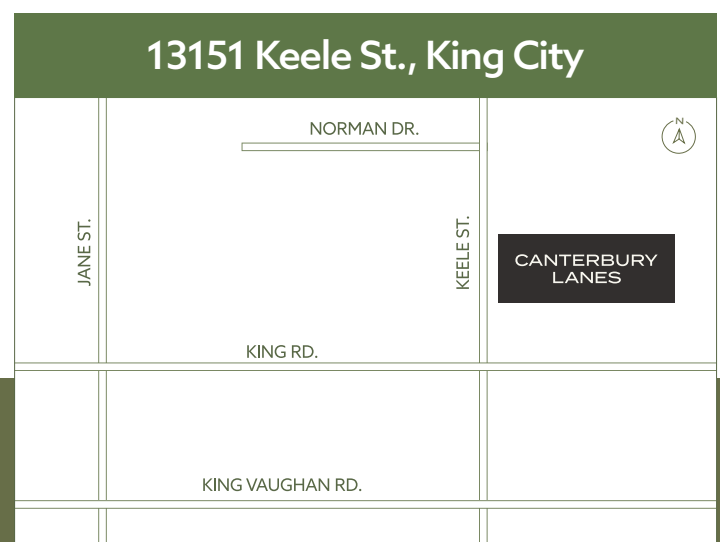 13151 Keele St., King City
N
NORMAN DR.
JANE ST.
KEELE ST.
CANTERBURY
LANES
KING RD.
KING VAUGHAN RD.